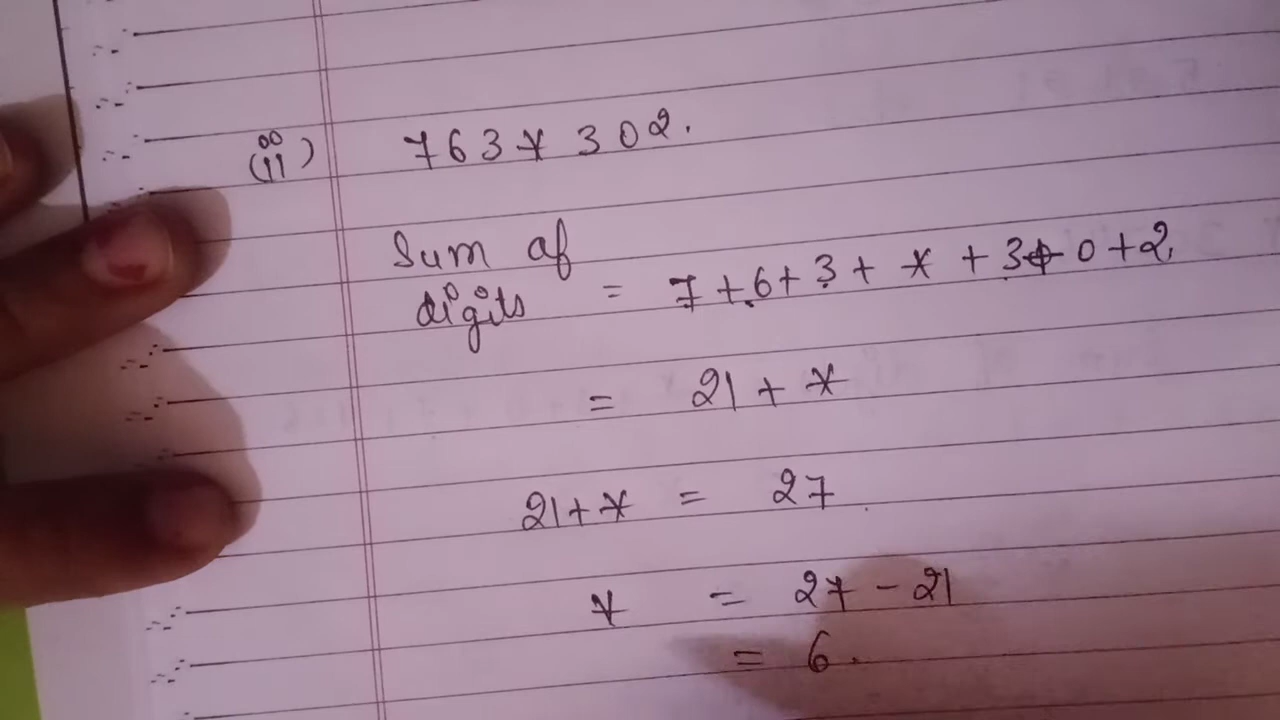 (ii) 763* 302.
Sum of
digits = 7+6+3+ * +3+0+2.
= 21 + *
21+* = 27
* = 27-21
= 6.